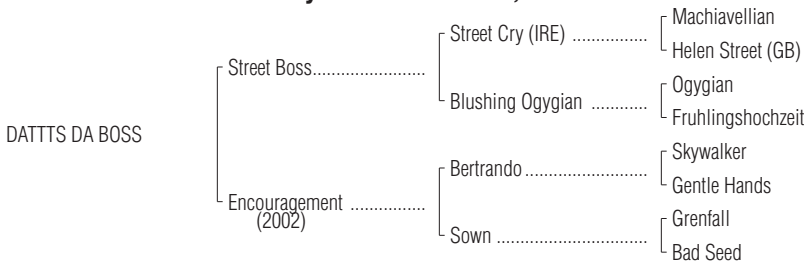 Machiavellian
Street Cry (IRE) ................
Helen Street (GB)
Street Boss.......................
Ogygian
Blushing Ogygian ............
Fruhlingshochzeit
DATTTS DA BOSS
Skywalker
Bertrando .........................
Gentle Hands
Encouragement ................
(2002)
Grenfall
Sown ...............................
Bad Seed